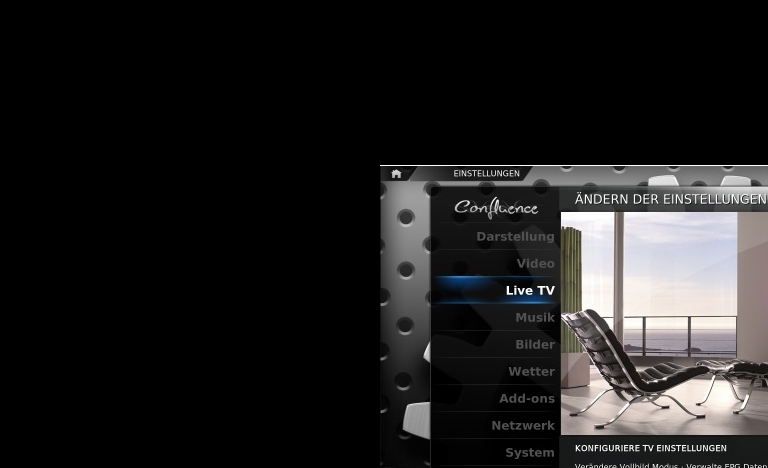 EINSTELLUNGEN
Confluence
ÄNDERN DER EINSTELLUNGEN
Darstellung
Video
Live TV
Musik
Bilder
Wetter
Add-ons
Netzwerk
System
KONFIGURIERE TV EINSTELLUNGEN
Verändere Vollbild Modus - Verwalte EPG Daten